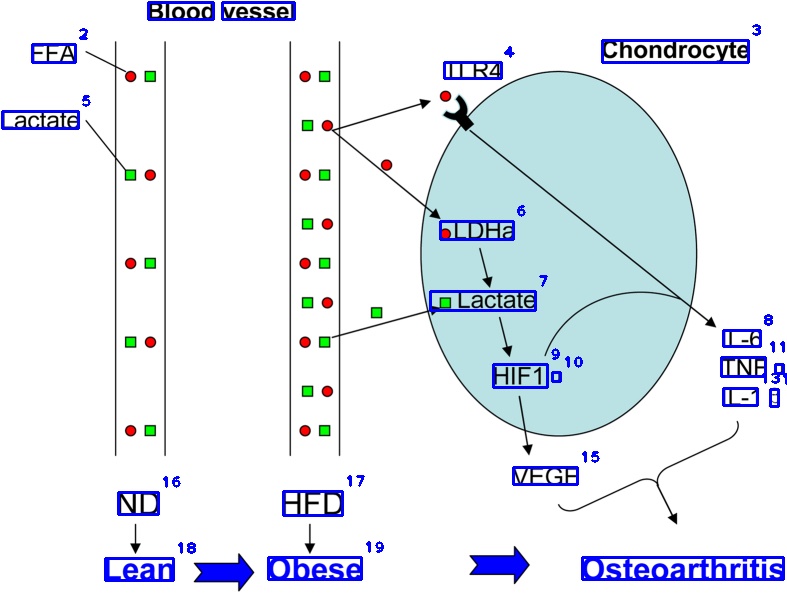 Blood vessel
FFA
2
Chondrocyte
3
TLR4
4
Lactate
5
LDHa
6
Lactate
7
IL-6
8
HIF1
9
10
TNF
11
IL-1
13
VEGF
15
ND
16
HFD
17
Lean
18
Obese
19
Osteoarthritis